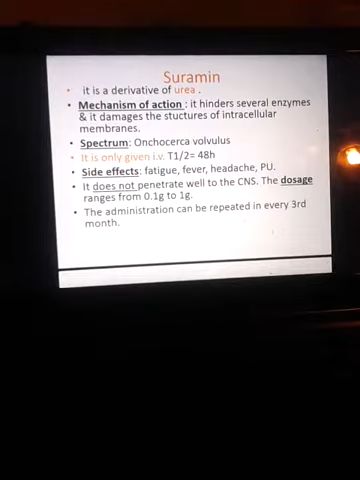 Suramin
• it is a derivative of urea .
• Mechanism of action : it hinders several enzymes
& it damages the stuctures of intracellular
membranes.
• Spectrum: Onchocerca volvulus
• It is only given i.v. T1/2= 48h
• Side effects: fatigue, fever, headache, PU.
• It does not penetrate well to the CNS. The dosage
ranges from 0.1g to 1g.
• The administration can be repeated in every 3rd
month.